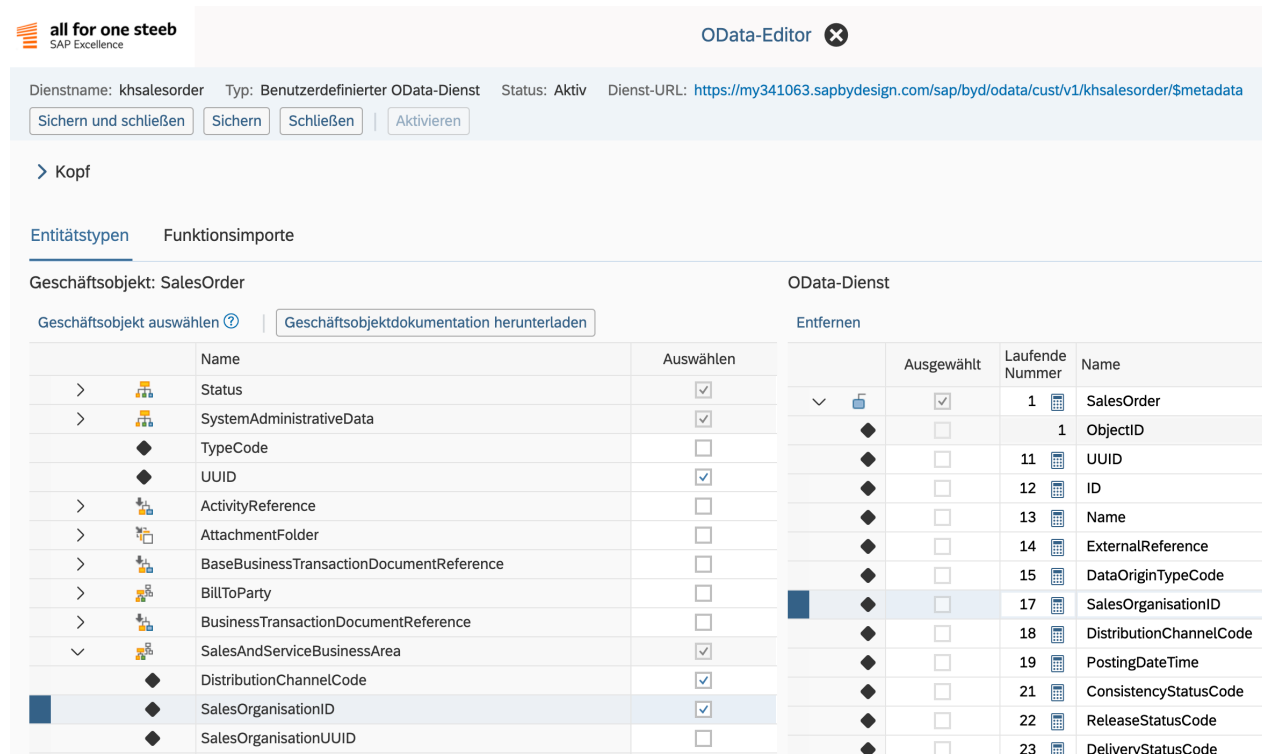 all for one steeb
SAP Excellence
OData-Editor
Dienstname: khsalesorder Typ: Benutzerdefinierter OData-Dienst Status: Aktiv Dienst-URL: https://my341063.sapbydesign.com/sap/byd/odata/cust/v1/khsalesorder/$metadata
Sichern und schließen Sichern Schließen | Aktivieren
Kopf
Entitätstypen Funktionsimporte
Geschäftsobjekt: SalesOrder
Geschäftsobjekt auswählen ? | Geschäftsobjektdokumentation herunterladen
Name Auswählen
Status
SystemAdministrativeData
TypeCode
UUID
ActivityReference
AttachmentFolder
BaseBusinessTransactionDocumentReference
BillToParty
BusinessTransactionDocumentReference
SalesAndServiceBusinessArea
DistributionChannelCode
SalesOrganisationID
SalesOrganisationUUID
OData-Dienst
Entfernen
Ausgewählt Laufende Nummer Name
1 SalesOrder
1 ObjectID
11 UUID
12 ID
13 Name
14 ExternalReference
15 DataOriginTypeCode
17 SalesOrganisationID
18 DistributionChannelCode
19 PostingDateTime
21 ConsistencyStatusCode
22 ReleaseStatusCode
23 DeliveryStatusCode